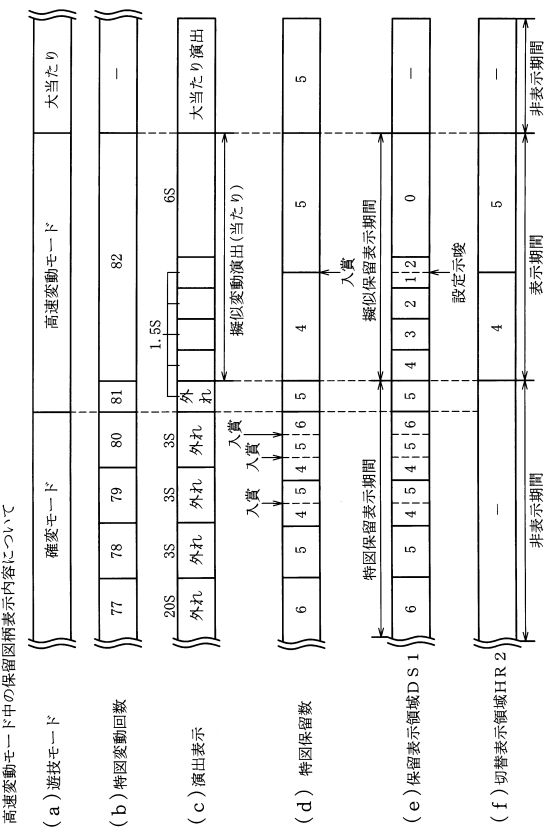 高速変動モード中の保留図柄表示内容について
(a)遊技モード
確変モード
高速変動モード
大当たり
(b)特図変動回数
77 78 79 80 81 82 －
20S 3S 3S 3S 1.5S 6S
(c)演出表示
外れ 外れ 外れ 外れ 外れ 大当たり演出
擬似変動演出(当たり)
入賞 入賞 入賞
(d)特図保留数
6 5 4 5 4 5 6 5 4 5 5
入賞
特図保留表示期間 擬似保留表示期間
(e)保留表示領域DS1
6 5 4 5 4 5 6 5 4 3 2 1 2 0 －
設定示唆
(f)切替表示領域HR2
－ 4 5 －
非表示期間 表示期間 非表示期間